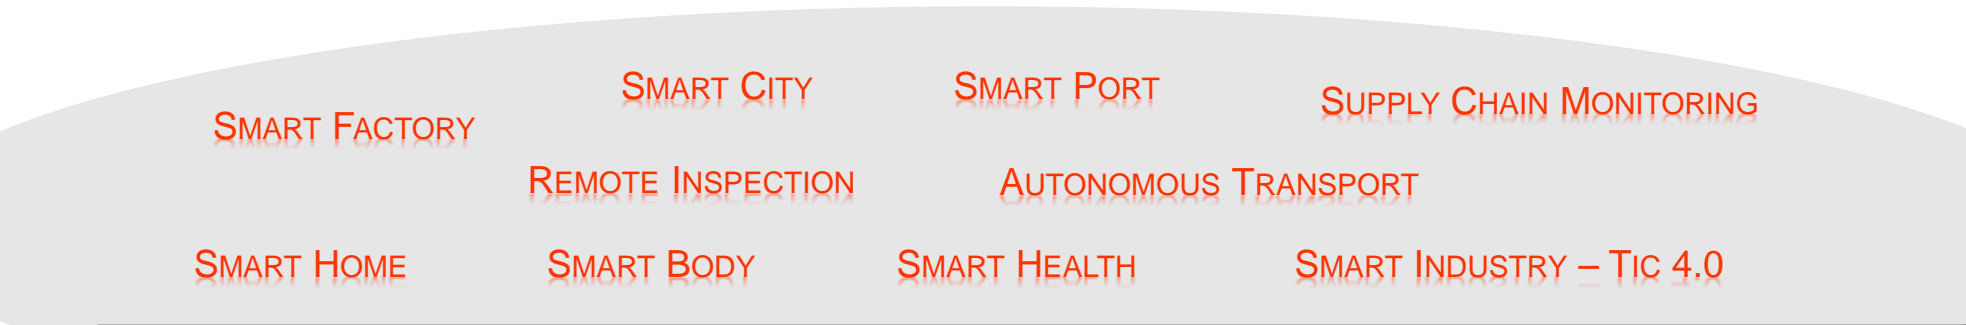 Smart City
Smart Port
Supply Chain Monitoring
Smart Factory
Remote Inspection
Autonomous Transport
Smart Home
Smart Body
Smart Health
Smart Industry – Tic 4.0